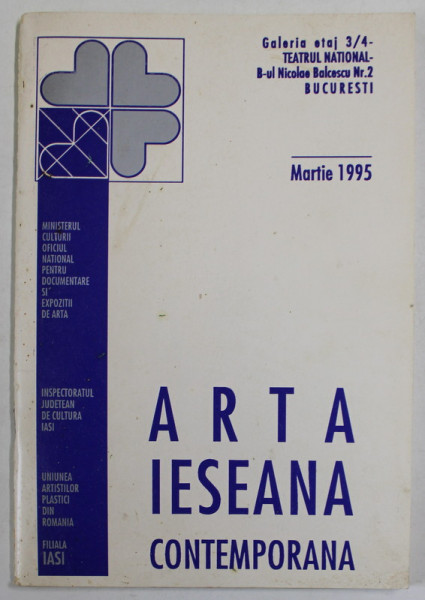 Galeria etaj 3/4-
TEATRUL NATIONAL-
B-ul Nicolae Balcescu Nr.2
BUCURESTI
Martie 1995
MINISTERUL
CULTURII
OFICIUL
NATIONAL
PENTRU
DOCUMENTARE
SI
EXPOZITII
DE ARTA
INSPECTORATUL
JUDETEAN
DE CULTURA
IASI
UNIUNEA
ARTISTILOR
PLASTICI
DIN
ROMANIA
FILIALA
IASI
ARTA
IESEANA
CONTEMPORANA